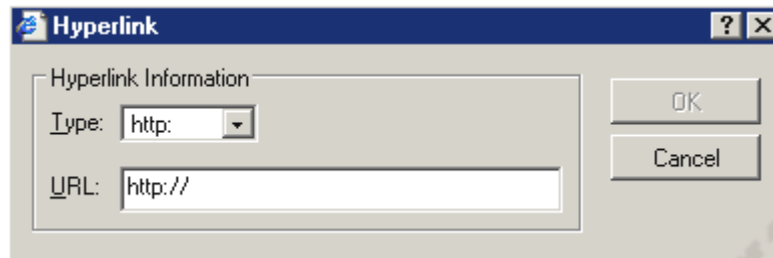 Hyperlink
Hyperlink Information
Type: http:
URL: http://
OK
Cancel